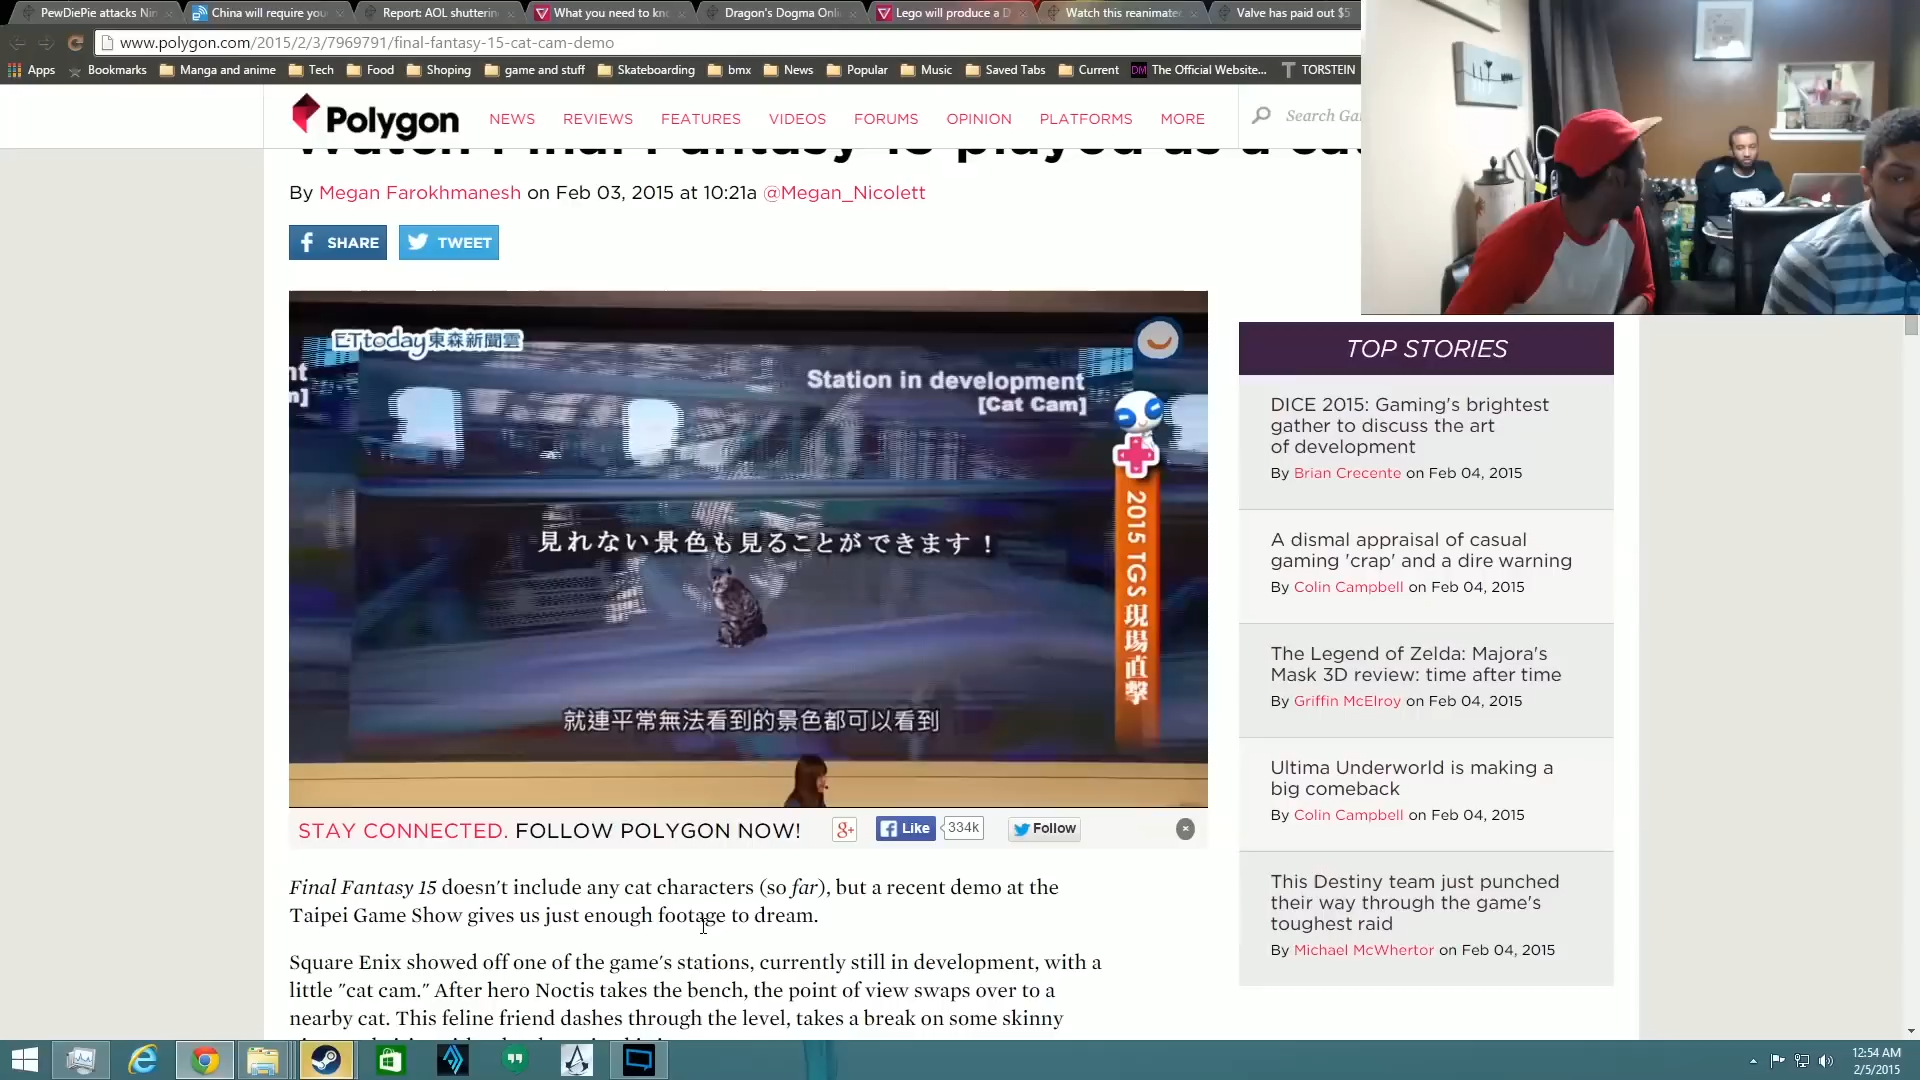 PewDiePie attacks Nin
China will require you
Report: AOL shutterin
What you need to kn
Dragon's Dogma Onli
Lego will produce a D
Watch this reanimate
Valve has paid out $5
www.polygon.com/2015/2/3/7969791/final-fantasy-15-cat-cam-demo
Apps
Bookmarks
Manga and anime
Tech
Food
Shoping
game and stuff
Skateboarding
bmx
News
Popular
Music
Saved Tabs
Current
DM
The Official Website...
TORSTEIN
Polygon
NEWS
REVIEWS
FEATURES
VIDEOS
FORUMS
OPINION
PLATFORMS
MORE
Search Ga
Watch Final Fantasy 15 played as a ca
By Megan Farokhmanesh on Feb 03, 2015 at 10:21a @Megan_Nicolett
SHARE
TWEET
ETtoday東森新聞雲
nt
m]
Station in development
[Cat Cam]
見れない景色も見ることができます！
2015 TGS 現場直擊
就連平常無法看到的景色都可以看到
STAY CONNECTED. FOLLOW POLYGON NOW!
g+
Like
334k
Follow
Final Fantasy 15 doesn't include any cat characters (so far), but a recent demo at the
Taipei Game Show gives us just enough footage to dream.
Square Enix showed off one of the game's stations, currently still in development, with a
little "cat cam." After hero Noctis takes the bench, the point of view swaps over to a
nearby cat. This feline friend dashes through the level, takes a break on some skinny
TOP STORIES
DICE 2015: Gaming's brightest
gather to discuss the art
of development
By Brian Crecente on Feb 04, 2015
A dismal appraisal of casual
gaming 'crap' and a dire warning
By Colin Campbell on Feb 04, 2015
The Legend of Zelda: Majora's
Mask 3D review: time after time
By Griffin McElroy on Feb 04, 2015
Ultima Underworld is making a
big comeback
By Colin Campbell on Feb 04, 2015
This Destiny team just punched
their way through the game's
toughest raid
By Michael McWhertor on Feb 04, 2015
12:54 AM
2/5/2015